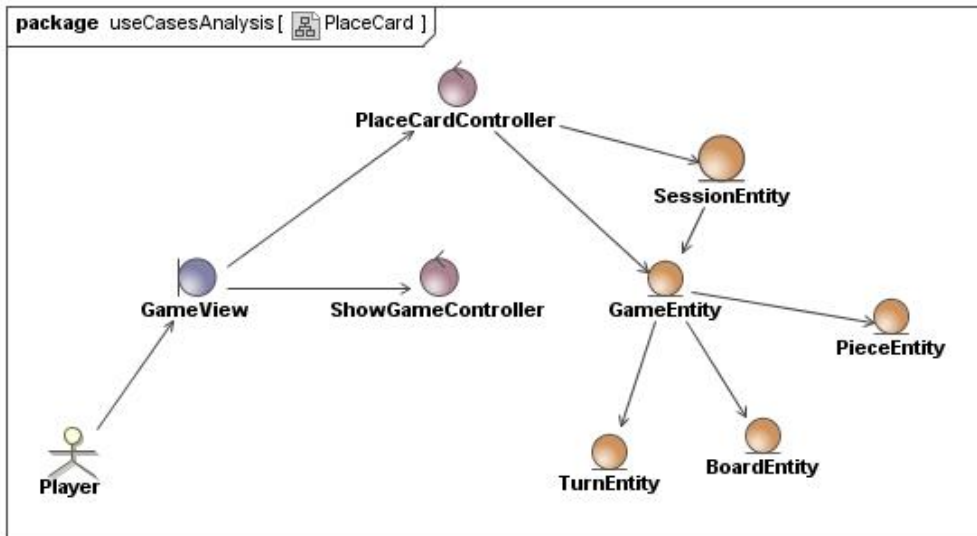 package useCasesAnalysis [ PlaceCard ]
PlaceCardController
SessionEntity
GameView
ShowGameController
GameEntity
PieceEntity
Player
TurnEntity
BoardEntity